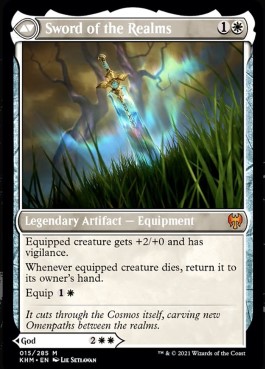 Sword of the Realms 1
Legendary Artifact — Equipment
Equipped creature gets +2/+0 and has
vigilance.
Whenever equipped creature dies, return it to
its owner's hand.
Equip 1
It cuts through the Cosmos itself, carving new
Omenpaths between the realms.
God 2
015/285 M
KHM • EN LIE SETIAWAN
™ & © 2021 Wizards of the Coast